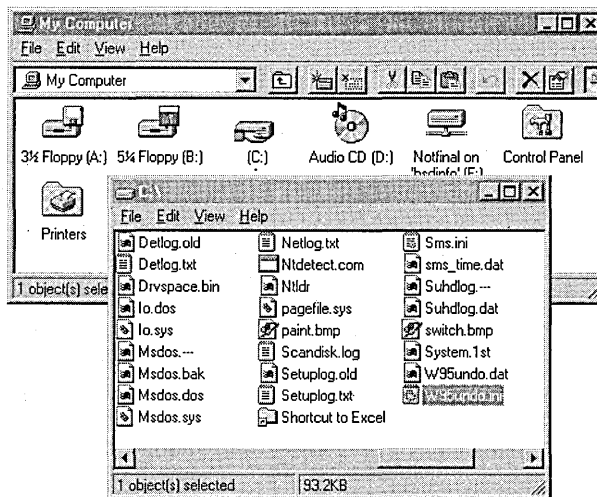 My Computer
File Edit View Help
My Computer
3½ Floppy (A:) 5¼ Floppy (B:) (C:) Audio CD (D:) Notfinal on Control Panel
'bsdinfo' (F:)
Printers
C:\
File Edit View Help
Detlog.old Netlog.txt Sms.ini
Detlog.txt Ntdetect.com sms_time.dat
Drvspace.bin Ntldr Suhdlog.---
Io.dos pagefile.sys Suhdlog.dat
Io.sys paint.bmp switch.bmp
Msdos.--- Scandisk.log System.1st
Msdos.bak Setuplog.old W95undo.dat
Msdos.dos Setuplog.txt W95undo.ini
Msdos.sys Shortcut to Excel
1 object(s) sele
1 object(s) selected 93.2KB